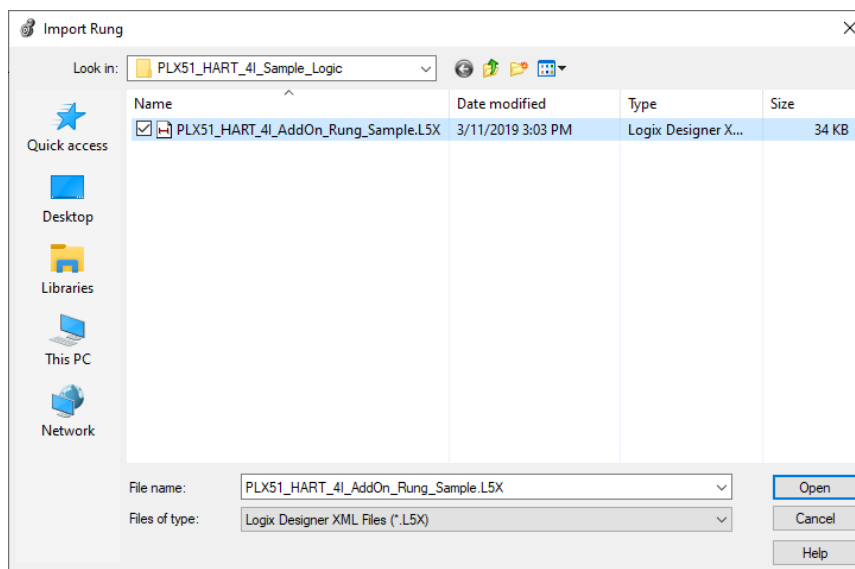 Import Rung
Look in: PLX51_HART_4I_Sample_Logic
Name Date modified Type Size
PLX51_HART_4I_AddOn_Rung_Sample.L5X 3/11/2019 3:03 PM Logix Designer X... 34 KB
Quick access
Desktop
Libraries
This PC
Network
File name: PLX51_HART_4I_AddOn_Rung_Sample.L5X Open
Files of type: Logix Designer XML Files (*.L5X) Cancel
Help